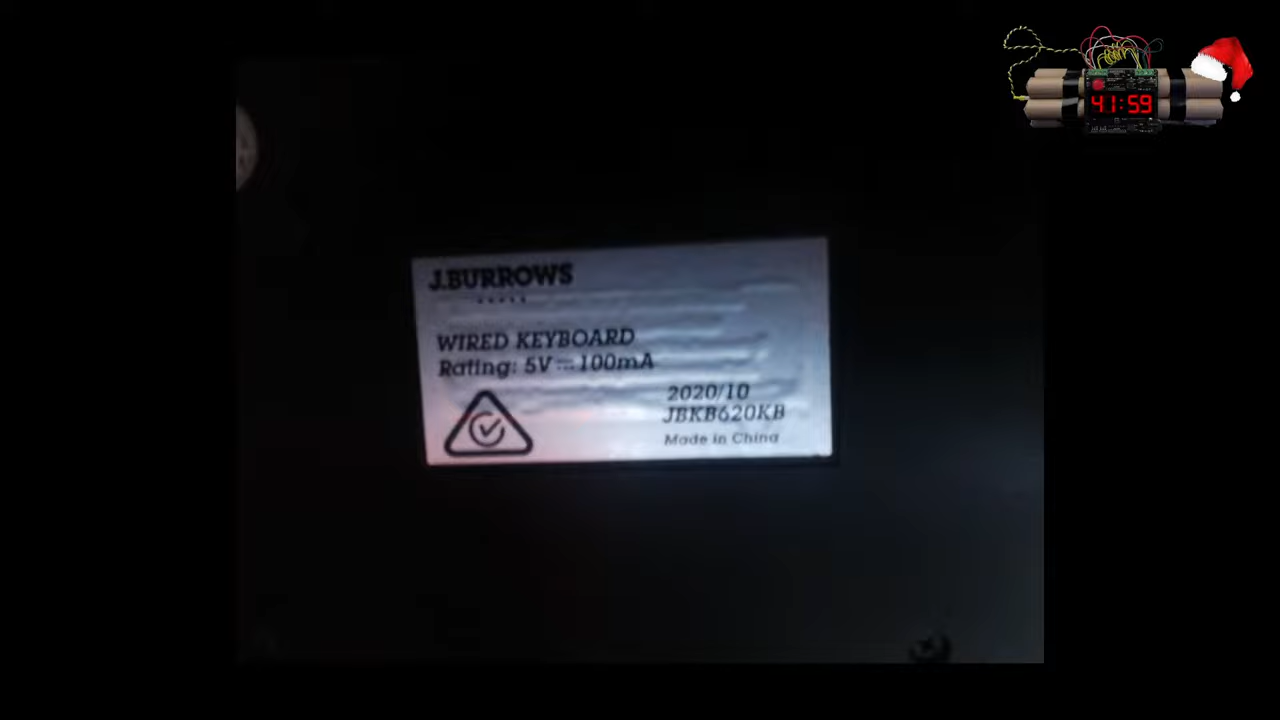 41:59
J.BURROWS
WIRED KEYBOARD
Rating: 5V ⎓ 100mA
2020/10
JBKB620KB
Made in China